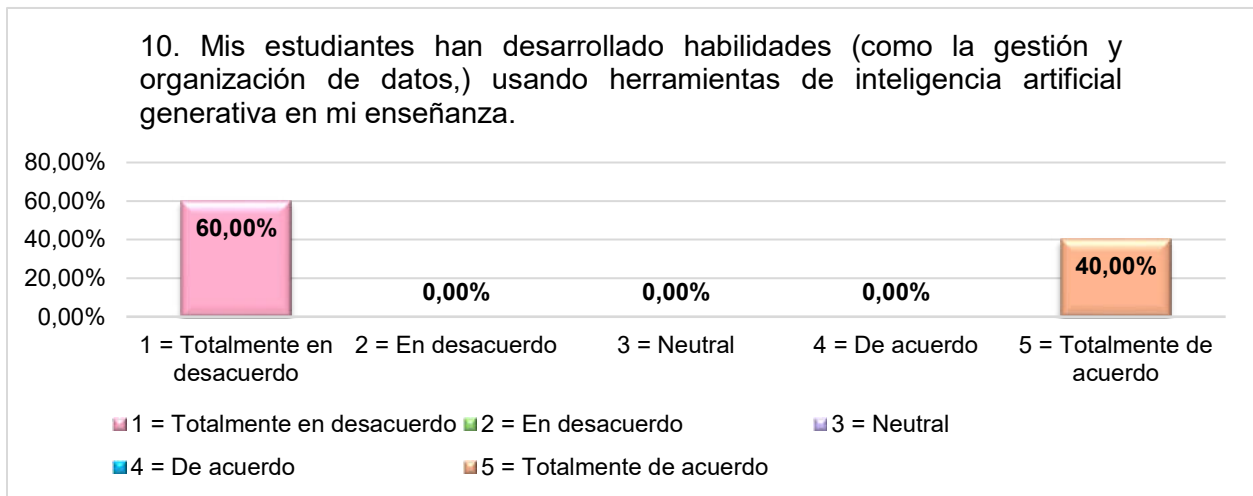 10. Mis estudiantes han desarrollado habilidades (como la gestión y
organización de datos,) usando herramientas de inteligencia artificial
generativa en mi enseñanza.
80,00%
60,00%
40,00%
20,00%
0,00%
60,00%
0,00%
0,00%
0,00%
40,00%
1 = Totalmente en
desacuerdo
2 = En desacuerdo
3 = Neutral
4 = De acuerdo
5 = Totalmente de
acuerdo
1 = Totalmente en desacuerdo
2 = En desacuerdo
3 = Neutral
4 = De acuerdo
5 = Totalmente de acuerdo